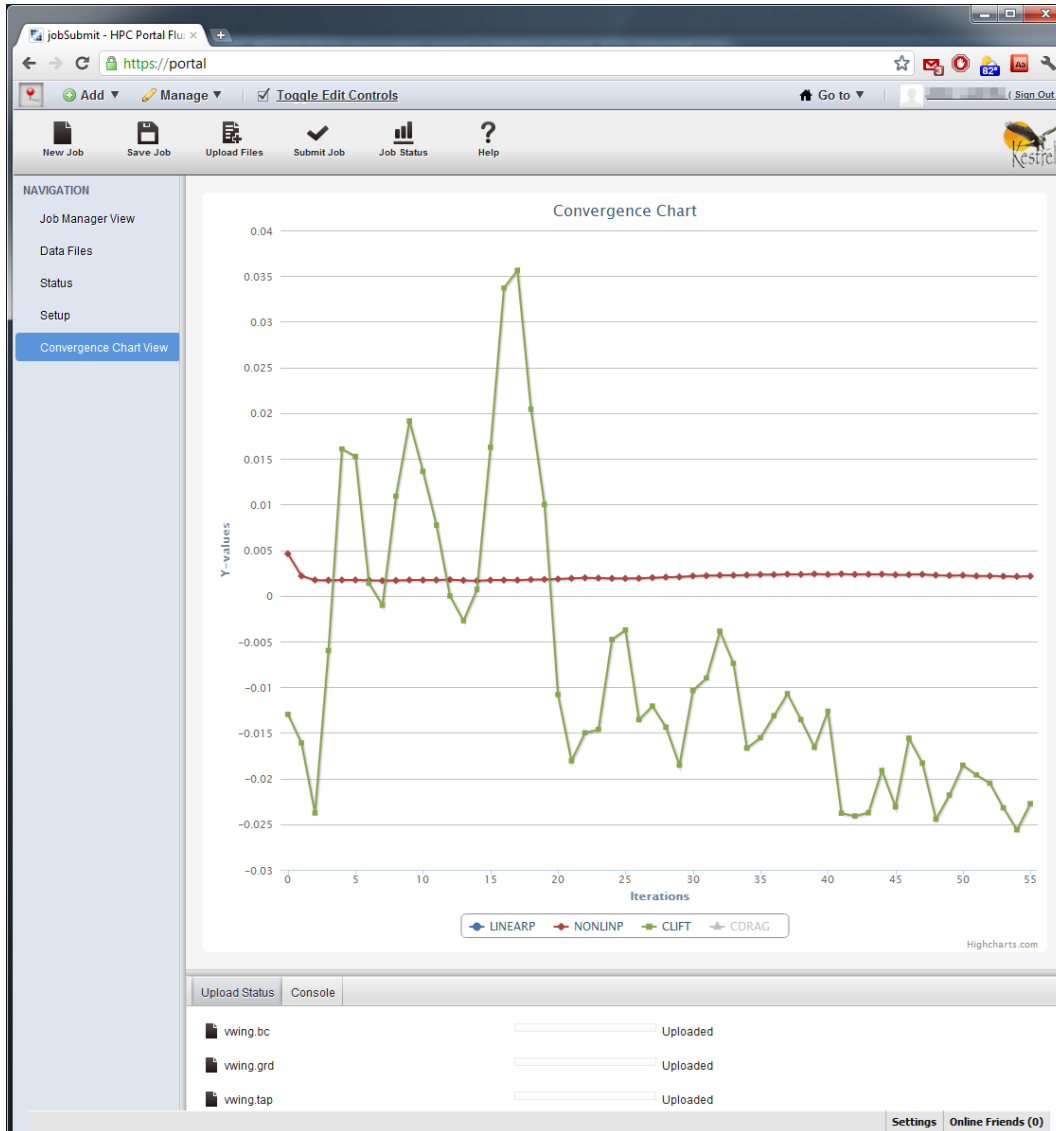 jobSubmit - HPC Portal Flu
https://portal
3
82°
Add
Manage
Toggle Edit Controls
Go to
( Sign Out
New Job
Save Job
Upload Files
Submit Job
Job Status
Help
Kestrel
NAVIGATION
Job Manager View
Data Files
Status
Setup
Convergence Chart View
Convergence Chart
0.04
0.035
0.03
0.025
0.02
0.015
0.01
0.005
0
−0.005
−0.01
−0.015
−0.02
−0.025
−0.03
Y-values
0 5 10 15 20 25 30 35 40 45 50 55
Iterations
LINEARP NONLINP CLIFT CDRAG
Highcharts.com
Upload Status Console
vwing.bc Uploaded
vwing.grd Uploaded
vwing.tap Uploaded
Settings Online Friends (0)